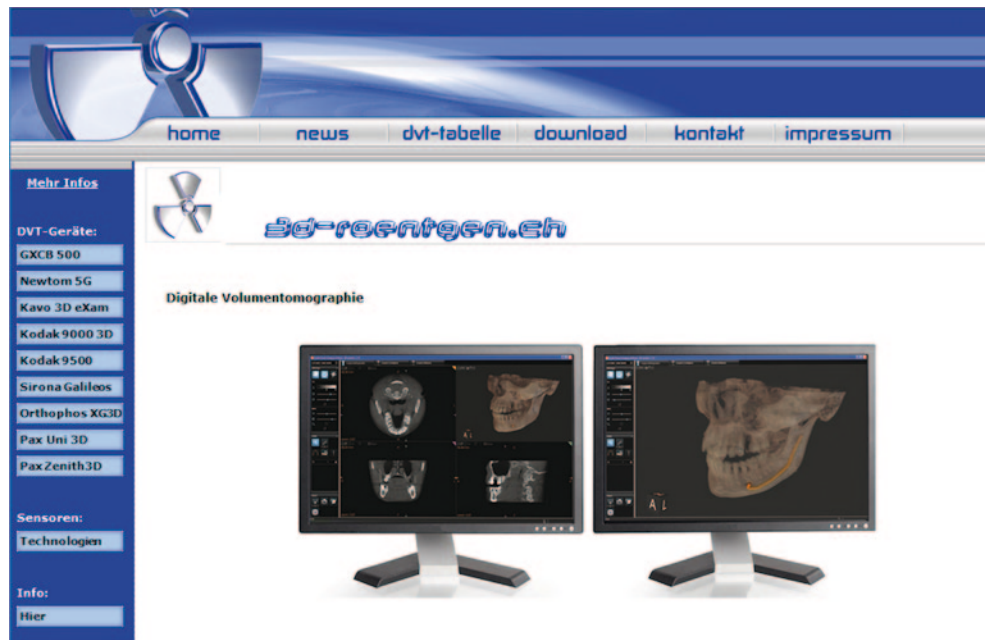 home news dvt-tabelle download kontakt impressum
Mehr Infos
3d-roentgen.ch
DVT-Geräte:
GXCB 500
Newtom 5G
Kavo 3D eXam
Kodak 9000 3D
Kodak 9500
Sirona Galileos
Orthophos XG3D
Pax Uni 3D
PaxZenith3D
Sensoren:
Technologien
Info:
Hier
Digitale Volumentomographie